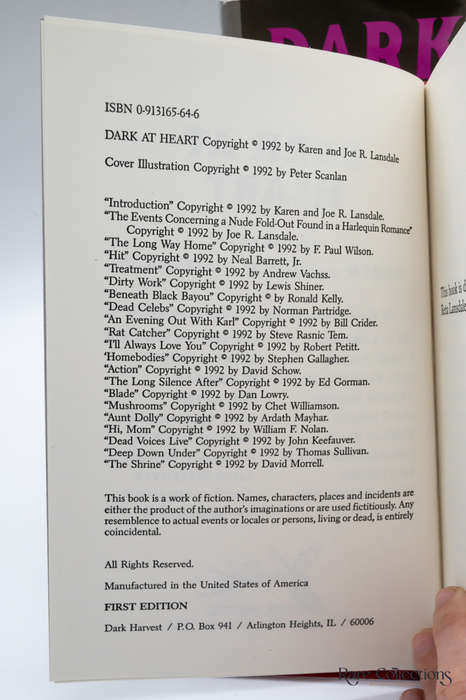 DARK
ISBN 0-913165-64-6
DARK AT HEART Copyright © 1992 by Karen and Joe R. Lansdale
Cover Illustration Copyright © 1992 by Peter Scanlan
"Introduction" Copyright © 1992 by Karen and Joe R. Lansdale.
"The Events Concerning a Nude Fold-Out Found in a Harlequin Romance"
Copyright © 1992 by Joe R. Lansdale.
"The Long Way Home" Copyright © 1992 by F. Paul Wilson.
"Hit" Copyright © 1992 by Neal Barrett, Jr.
"Treatment" Copyright © 1992 by Andrew Vachss.
"Dirty Work" Copyright © 1992 by Lewis Shiner.
"Beneath Black Bayou" Copyright © by Ronald Kelly.
"Dead Celebs" Copyright © 1992 by Norman Partridge.
"An Evening Out With Karl" Copyright © 1992 by Bill Crider.
"Rat Catcher" Copyright © 1992 by Steve Rasnic Tem.
"I'll Always Love You" Copyright © 1992 by Robert Petitt.
'Homebodies" Copyright © 1992 by Stephen Gallagher.
"Action" Copyright © 1992 by David Schow.
"The Long Silence After" Copyright © 1992 by Ed Gorman.
"Blade" Copyright © 1992 by Dan Lowry.
"Mushrooms" Copyright © 1992 by Chet Williamson.
"Aunt Dolly" Copyright © 1992 by Ardath Mayhar.
"Hi, Mom" Copyright © 1992 by William F. Nolan.
"Dead Voices Live" Copyright © 1992 by John Keefauver.
"Deep Down Under" Copyright © 1992 by Thomas Sullivan.
"The Shrine" Copyright © 1992 by David Morrell.
This book is a work of fiction. Names, characters, places and incidents are
either the product of the author's imaginations or are used fictitiously. Any
resemblance to actual events or locales or persons, living or dead, is entirely
coincidental.
All Rights Reserved.
Manufactured in the United States of America
FIRST EDITION
Dark Harvest / P.O. Box 941 / Arlington Heights, IL / 60006
This book is
Rare Collections